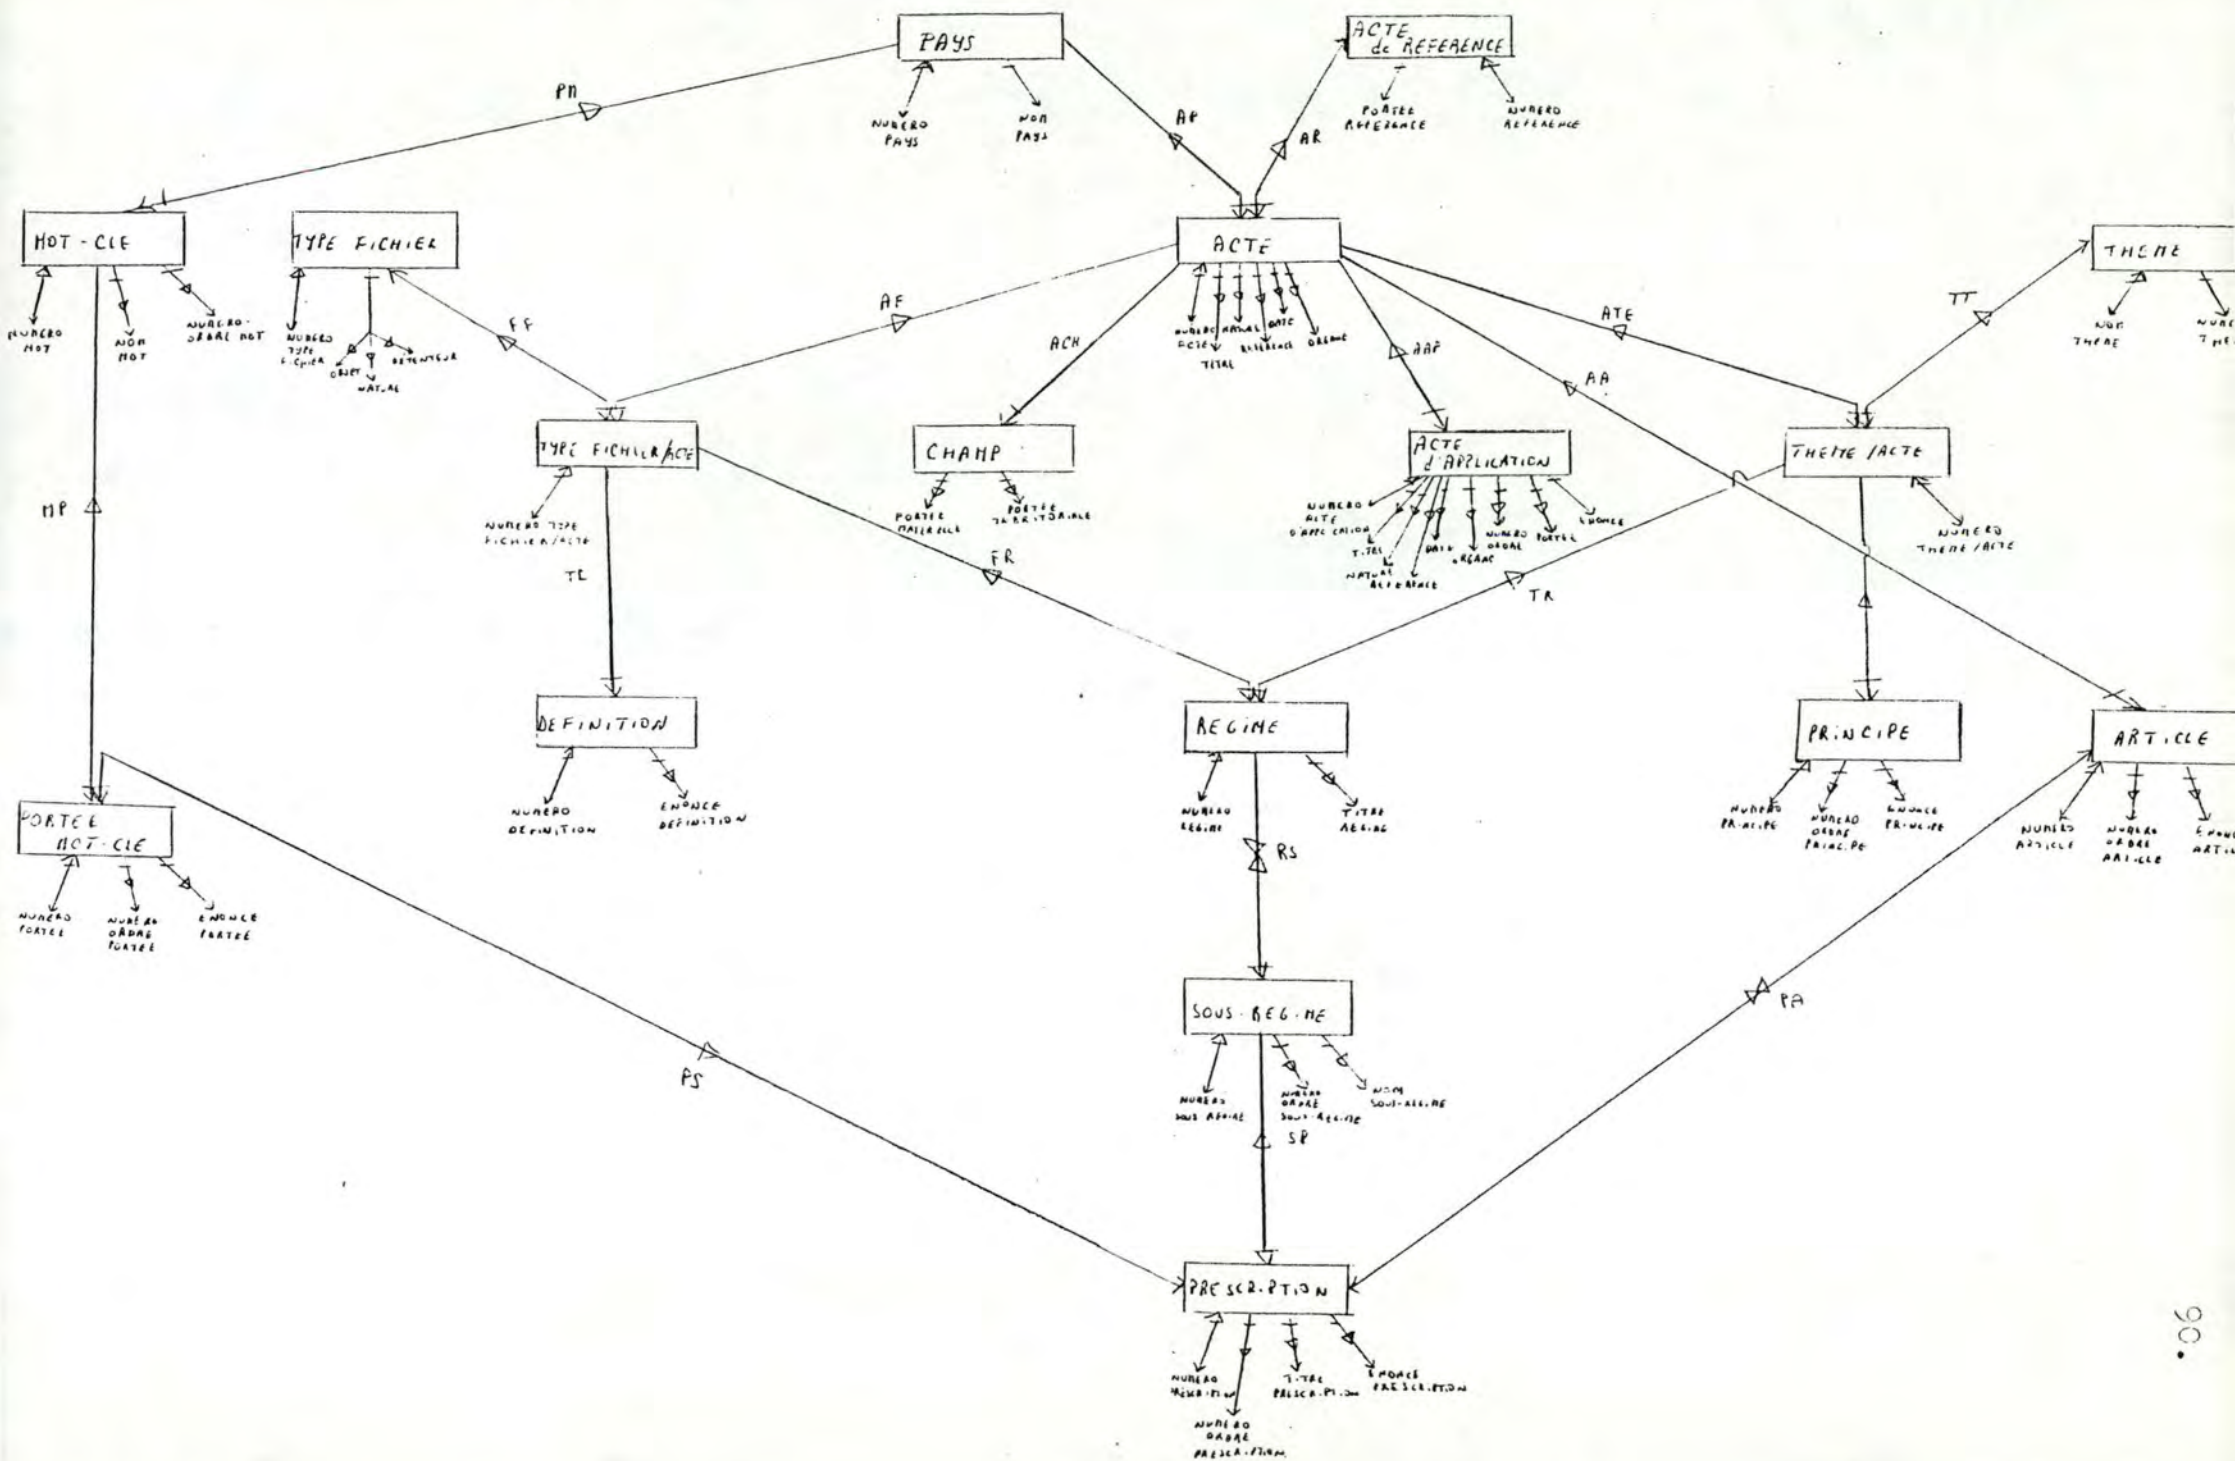 PAYS
ACTE
de REFERENCE
NUMERO
PAYS
NOM
PAYS
PORTEE
REFERENCE
NUMERO
REFERENCE
PM
AP
AR
MOT-CLE
TYPE FICHIER
ACTE
THEME
NUMERO
MOT
NOM
MOT
NUMERO-
ORDRE MOT
NUMERO
TYPE
FICHIER
OBJET
NATURE
DETENTEUR
FF
AF
ACH
NUMERO
ACTE
TITRE
NATURE
REFERENCE
DATE
ORGANE
AAP
AA
ATE
TT
NOM
THEME
TYPE FICHIER/ACTE
CHAMP
ACTE
d'APPLICATION
THEME/ACTE
NUMERO TYPE
FICHIER/ACTE
PORTEE
MATERIELLE
PORTEE
TERRITORIALE
NUMERO
ACTE
D'APPLICATION
TITRE
NATURE
REFERENCE
DATE
ORGANE
NUMERO
ORDRE
PORTEE
ENONCE
NUMERO
THEME/ACTE
MP
FR
TR
DEFINITION
REGIME
PRINCIPE
ARTICLE
NUMERO
DEFINITION
ENONCE
DEFINITION
NUMERO
REGIME
TITRE
REGIME
NUMERO
PRINCIPE
NUMERO
ORDRE
PRINCIPE
ENONCE
PRINCIPE
NUMERO
ARTICLE
NUMERO
ORDRE
ARTICLE
PORTEE
MOT-CLE
RS
NUMERO
PORTEE
NUMERO
ORDRE
PORTEE
ENONCE
PORTEE
SOUS-REGIME
PA
PS
NUMERO
SOUS REGIME
NUMERO
ORDRE
SOUS-REGIME
NOM
SOUS-REGIME
SP
PRESCRIPTION
NUMERO
PRESCRIPTION
NUMERO
ORDRE
PRESCRIPTION
TITRE
PRESCRIPTION
ENONCE
PRESCRIPTION
90.